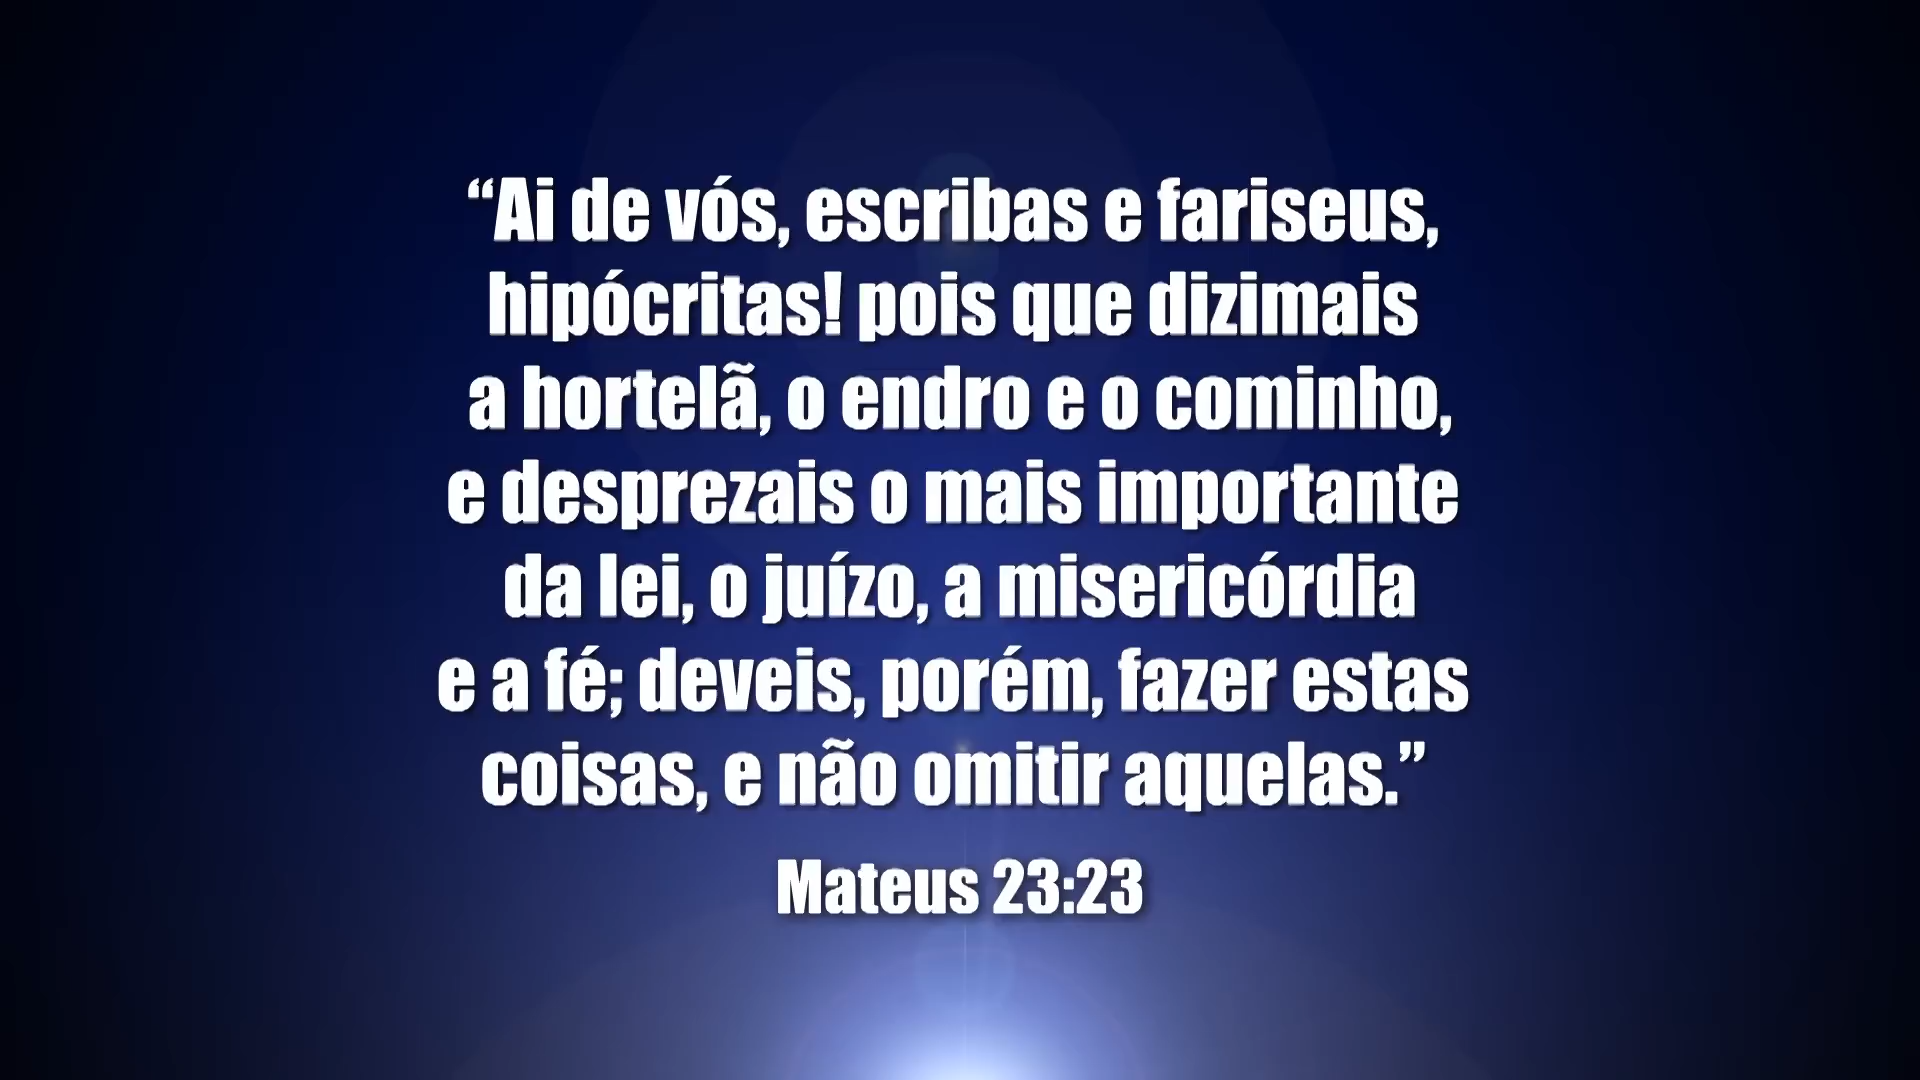 “Ai de vós, escribas e fariseus,
hipócritas! pois que dizimais
a hortelã, o endro e o cominho,
e desprezais o mais importante
da lei, o juízo, a misericórdia
e a fé; deveis, porém, fazer estas
coisas, e não omitir aquelas.”
Mateus 23:23